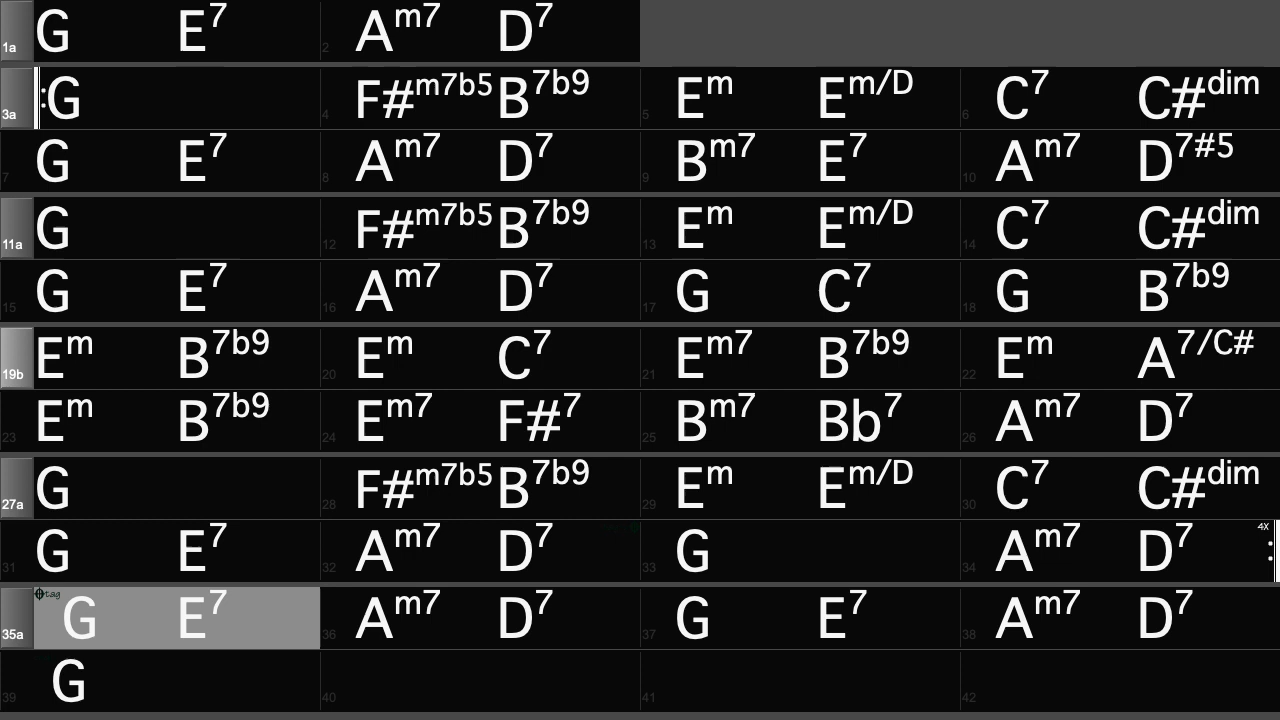 1a G E7 2 Am7 D7
3a G 4 F#m7b5 B7b9 5 Em Em/D 6 C7 C#dim
7 G E7 8 Am7 D7 9 Bm7 E7 10 Am7 D7#5
11a G 12 F#m7b5 B7b9 13 Em Em/D 14 C7 C#dim
15 G E7 16 Am7 D7 17 G C7 18 G B7b9
19b Em B7b9 20 Em C7 21 Em7 B7b9 22 Em A7/C#
23 Em B7b9 24 Em7 F#7 25 Bm7 Bb7 26 Am7 D7
27a G 28 F#m7b5 B7b9 29 Em Em/D 30 C7 C#dim
31 G E7 32 Am7 D7 33 G 34 Am7 D7 4X
35a tag G E7 36 Am7 D7 37 G E7 38 Am7 D7
39 G 40 41 42